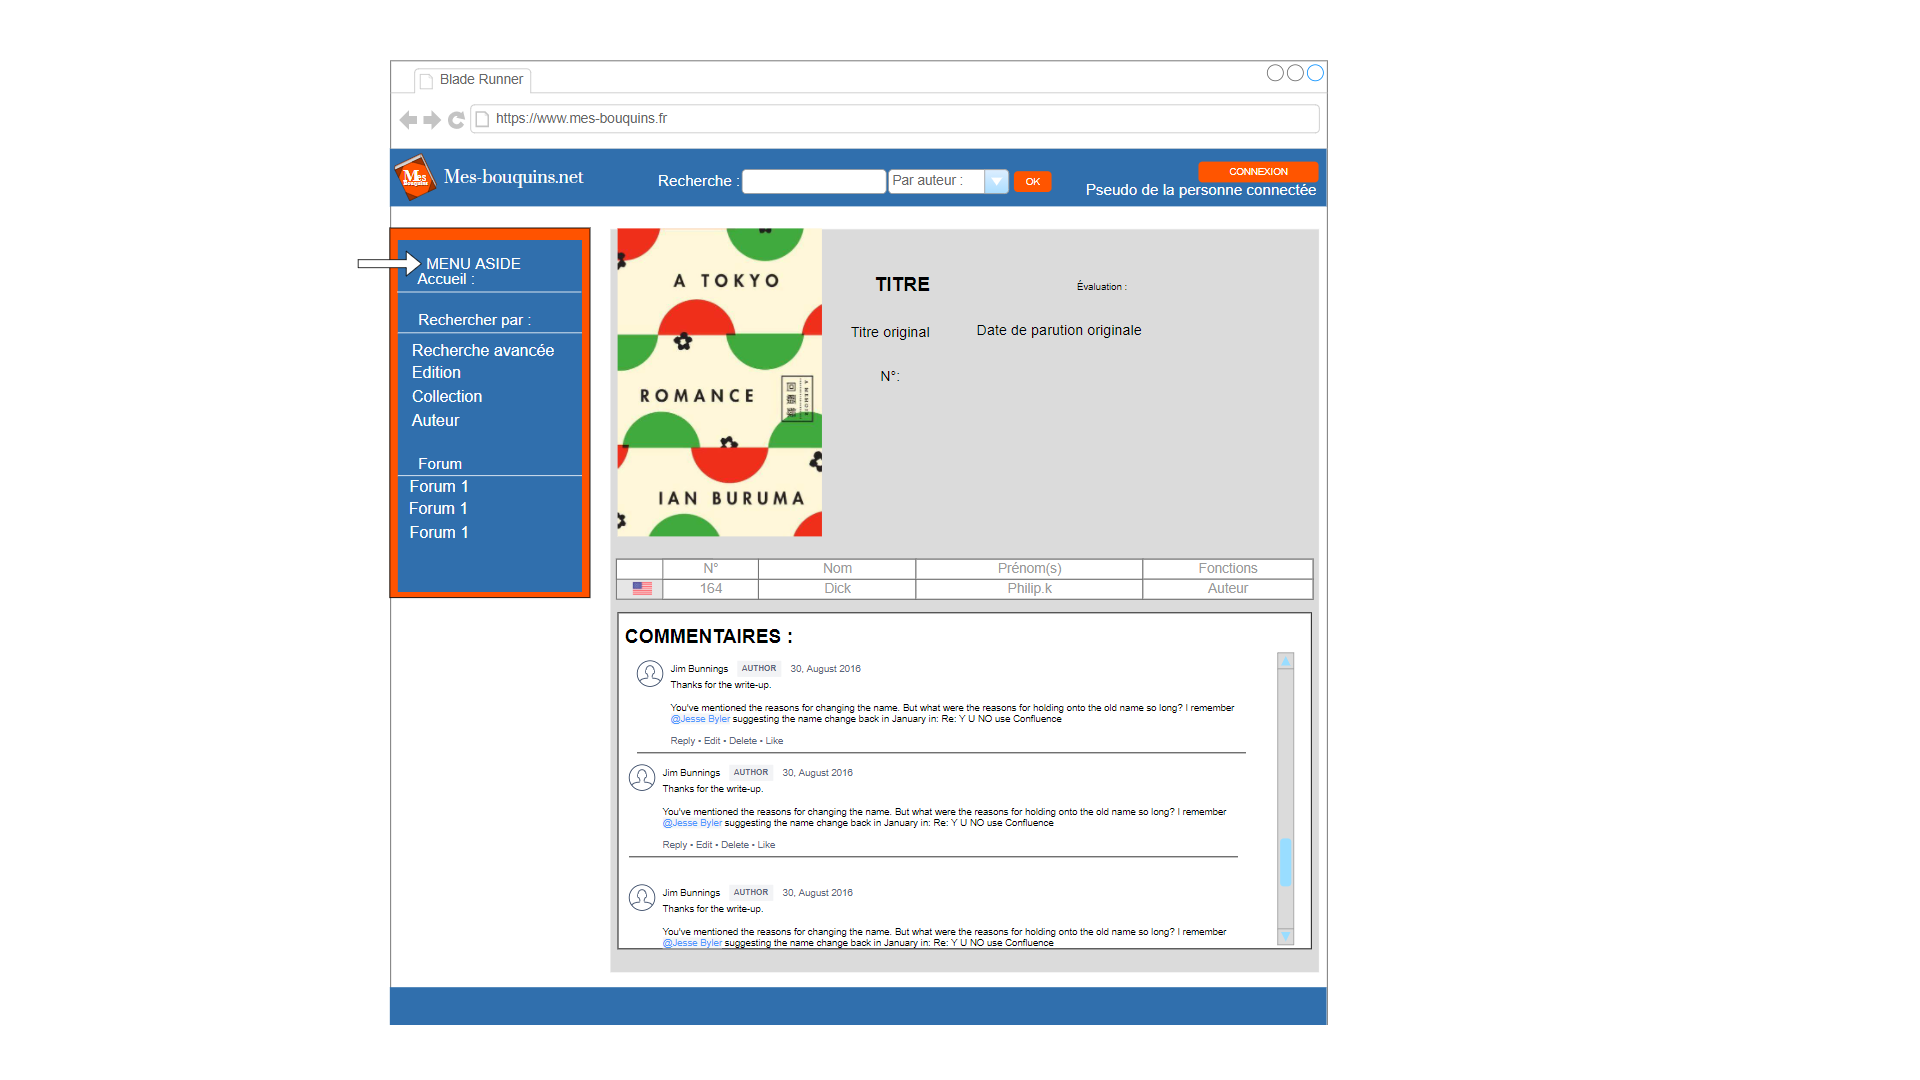 Blade Runner
https://www.mes-bouquins.fr
Mes
Bouquins
Mes-bouquins.net
Recherche :
Par auteur :
OK
CONNEXION
Pseudo de la personne connectée
MENU ASIDE
Accueil :
Rechercher par :
Recherche avancée
Edition
Collection
Auteur
Forum
Forum 1
Forum 1
Forum 1
A TOKYO
ROMANCE
A MEMOIR
回顧録
IAN BURUMA
TITRE
Évaluation :
Titre original
Date de parution originale
N°:
N° Nom Prénom(s) Fonctions
164 Dick Philip.k Auteur
COMMENTAIRES :
Jim Bunnings AUTHOR 30, August 2016
Thanks for the write-up.
You've mentioned the reasons for changing the name. But what were the reasons for holding onto the old name so long? I remember
@Jesse Byler suggesting the name change back in January in: Re: Y U NO use Confluence
Reply • Edit • Delete • Like
Jim Bunnings AUTHOR 30, August 2016
Thanks for the write-up.
You've mentioned the reasons for changing the name. But what were the reasons for holding onto the old name so long? I remember
@Jesse Byler suggesting the name change back in January in: Re: Y U NO use Confluence
Reply • Edit • Delete • Like
Jim Bunnings AUTHOR 30, August 2016
Thanks for the write-up.
You've mentioned the reasons for changing the name. But what were the reasons for holding onto the old name so long? I remember
@Jesse Byler suggesting the name change back in January in: Re: Y U NO use Confluence